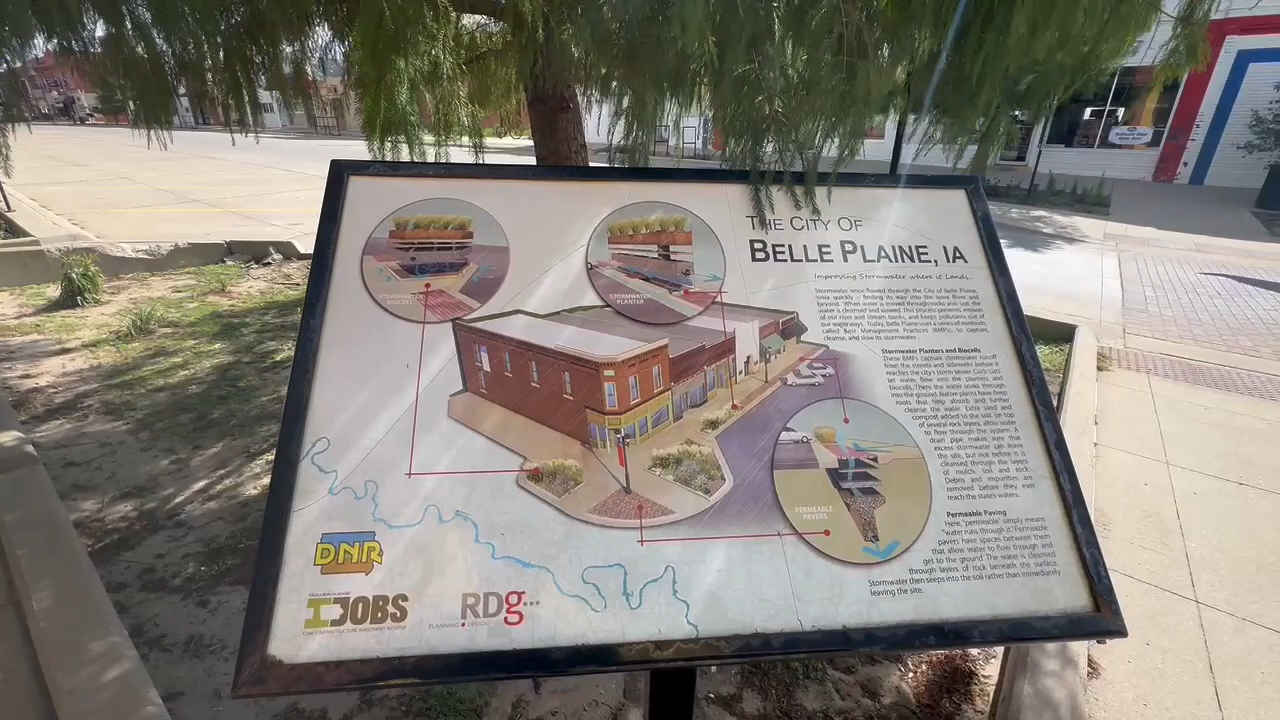 THE CITY OF
BELLE PLAINE, IA
Improving Stormwater where it Lands...
Stormwater once flowed through the City of Belle Plaine,
Iowa quickly – finding its way into the Iowa River and
beyond. When water is moved through rocks and soil, the
water is cleansed and slowed. This process prevents erosion
of our river and stream banks, and keeps pollutants out of
our waterways. Today, Belle Plaine uses a series of methods,
called Best Management Practices (BMPs), to capture,
cleanse, and slow its stormwater.
Stormwater Planters and Biocells
These BMPs capture stormwater runoff
from the streets and sidewalks before it
reaches the city's storm sewer. Curb cuts
let water flow into the planters and
biocells. There the water soaks through
into the ground. Native plants have deep
roots that help absorb and further
cleanse the water. Extra sand and
compost added to the soil, on top
of several rock layers, allow water
to flow through the system. A
drain pipe makes sure that
excess stormwater can leave
the site, but not before it is
cleansed through the layers
of mulch, soil and rock.
Debris and impurities are
removed before they ever
reach the state's waters.
Permeable Paving
Here, "permeable" simply means
"water runs through it." Permeable
pavers have spaces between them
that allow water to flow through and
get to the ground. The water is cleansed
through layers of rock beneath the surface.
Stormwater then seeps into the soil rather than immediately
leaving the site.
STORMWATER
BIOCELL
STORMWATER
PLANTER
PERMEABLE
PAVERS
DNR
I JOBS
IOWA'S INFRASTRUCTURE INVESTMENT INITIATIVE
RDg...
PLANNING • DESIGN